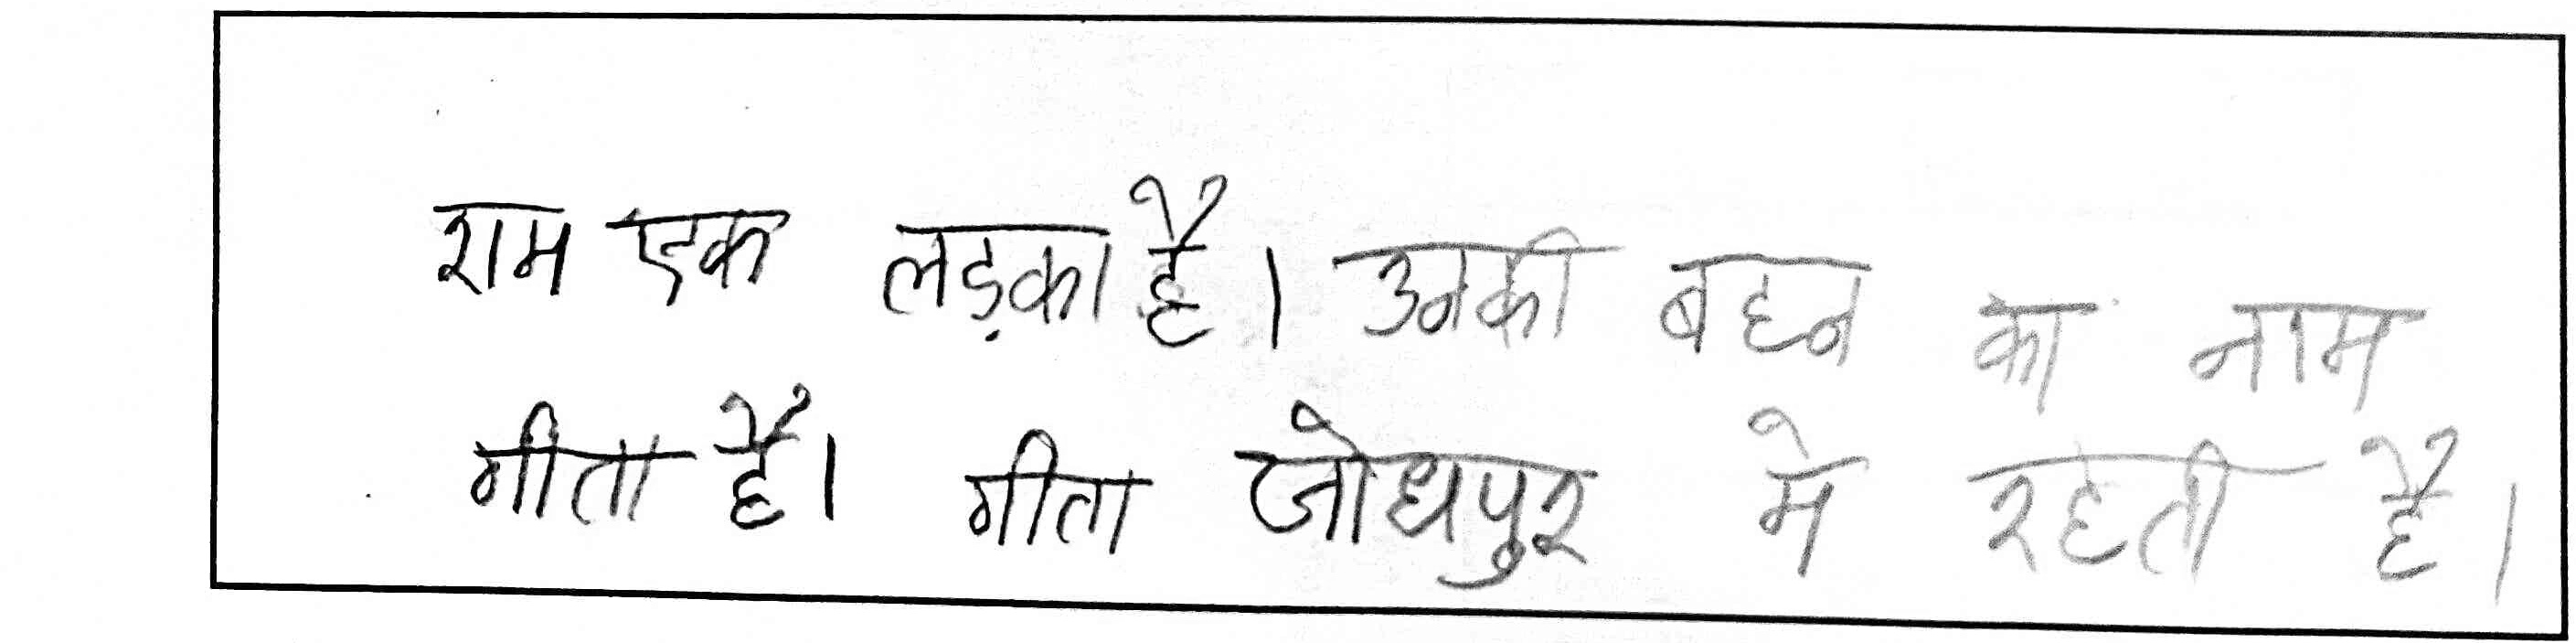 राम एक लड़का है। उनकी बहन का नाम
गीता है। गीता जोधपुर मे रहती है।